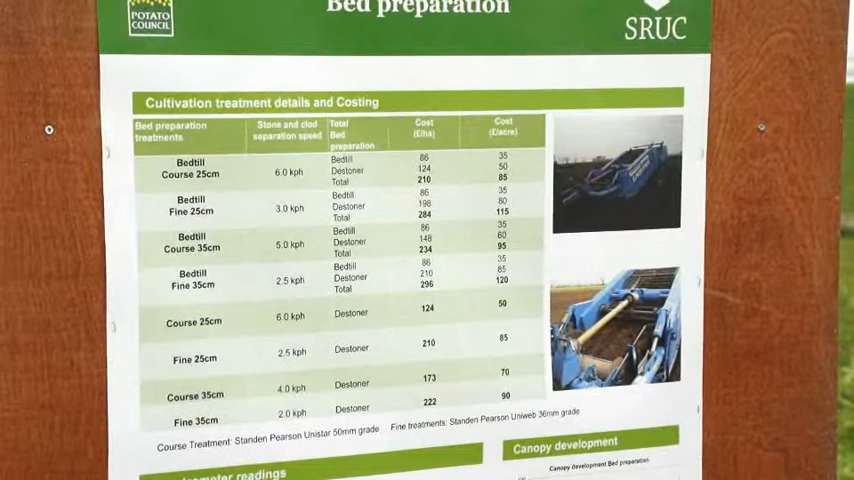 Bed preparation
POTATO
COUNCIL
SRUC
Cultivation treatment details and Costing
Bed preparation treatments Stone and clod separation speed Total Bed preparation Cost (£/ha) Cost (£/acre)
Bedtill 86 35
Bedtill Course 25cm 6.0 kph Destoner 124 50
Total 210 85
Bedtill 86 35
Bedtill Fine 25cm 3.0 kph Destoner 198 80
Total 284 115
Bedtill 86 35
Bedtill Course 35cm 5.0 kph Destoner 148 60
Total 234 95
Bedtill 86 35
Bedtill Fine 35cm 2.5 kph Destoner 210 85
Total 296 120
Course 25cm 6.0 kph Destoner 124 50
Fine 25cm 2.5 kph Destoner 210 85
Course 35cm 4.0 kph Destoner 173 70
Fine 35cm 2.0 kph Destoner 222 90
Course Treatment: Standen Pearson Unistar 50mm grade Fine treatments: Standen Pearson Uniweb 36mm grade
readings
Canopy development
Canopy development Bed preparation